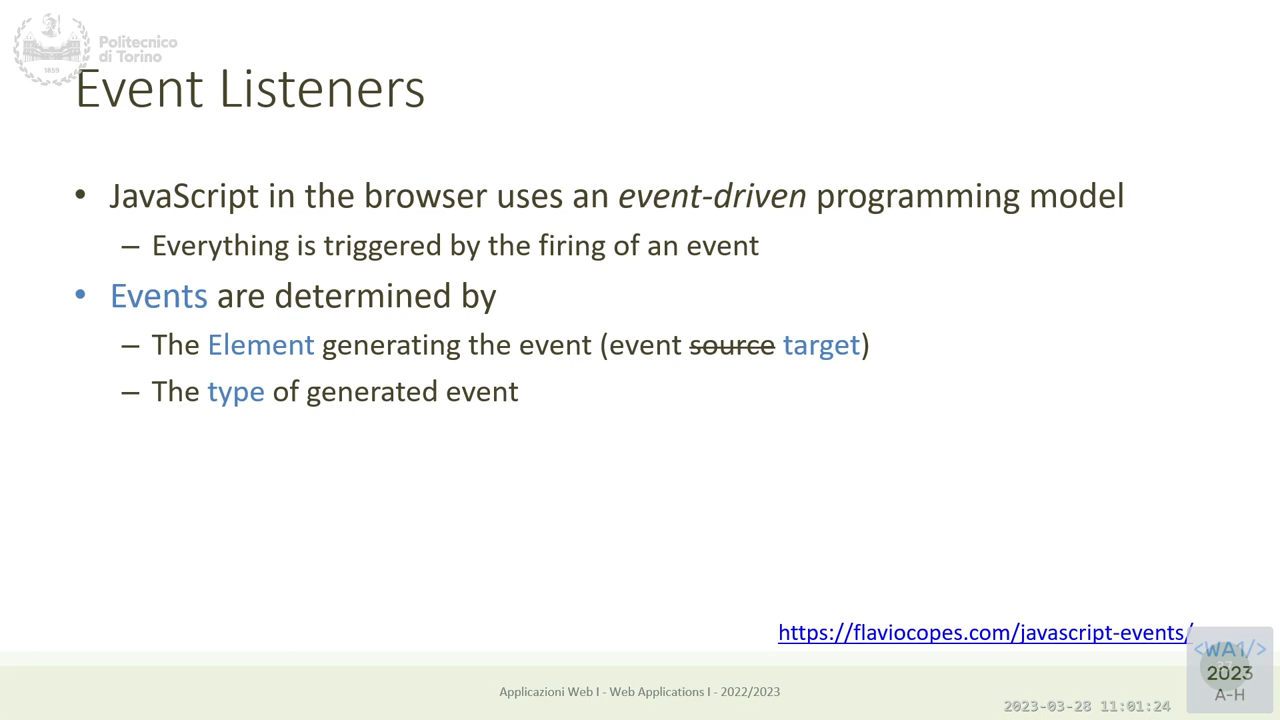 Politecnico
di Torino
1859
Event Listeners
• JavaScript in the browser uses an event-driven programming model
– Everything is triggered by the firing of an event
• Events are determined by
– The Element generating the event (event source target)
– The type of generated event
https://flaviocopes.com/javascript-events/
<WA1/>
2023
A-H
Applicazioni Web I - Web Applications I - 2022/2023
2023-03-28 11:01:24